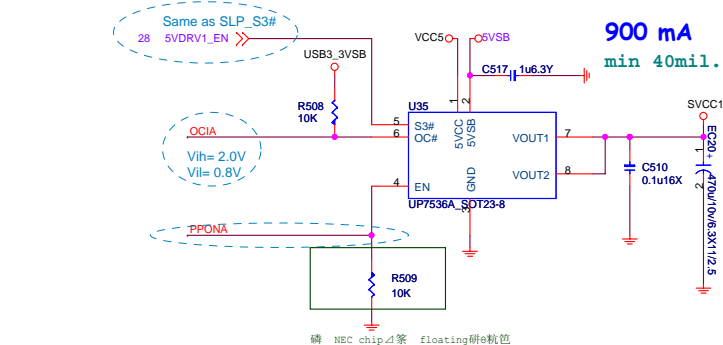 Same as SLP_S3#
28 5VDRV1_EN
VCC5
5VSB
900 mA
min 40mil.
USB3_3VSB
C517 1u6.3Y
SVCC1
R508
10K
U35
1
2
5
6
S3#
OC#
5VCC
5VSB
VOUT1
7
VOUT2
8
4
EN
GND
3
UP7536A_SOT23-8
OCIA
Vih= 2.0V
Vil= 0.8V
C510
0.1u16X
EC20
+
1
2
470u/10v/6.3X11/2.5
PPONA
R509
10K
NEC chip floating